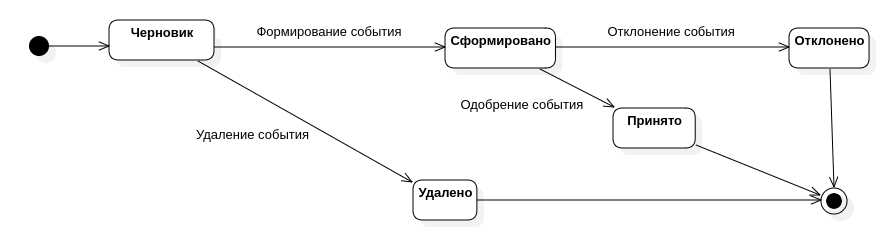 Черновик
Формирование события
Сформировано
Отклонение события
Отклонено
Одобрение события
Принято
Удаление события
Удалено